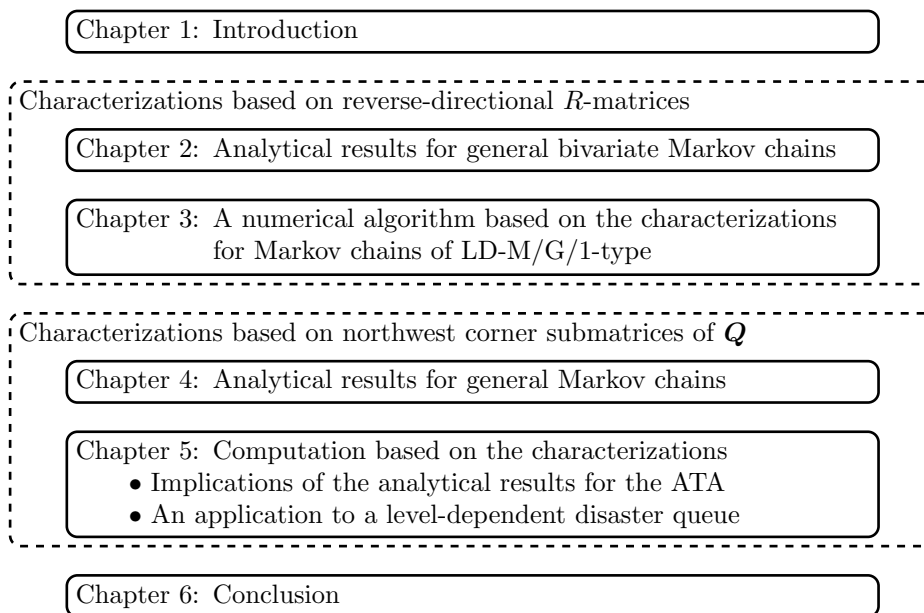 Chapter 1: Introduction
Characterizations based on reverse-directional R-matrices
Chapter 2: Analytical results for general bivariate Markov chains
Chapter 3: A numerical algorithm based on the characterizations
for Markov chains of LD-M/G/1-type
Characterizations based on northwest corner submatrices of Q
Chapter 4: Analytical results for general Markov chains
Chapter 5: Computation based on the characterizations
• Implications of the analytical results for the ATA
• An application to a level-dependent disaster queue
Chapter 6: Conclusion